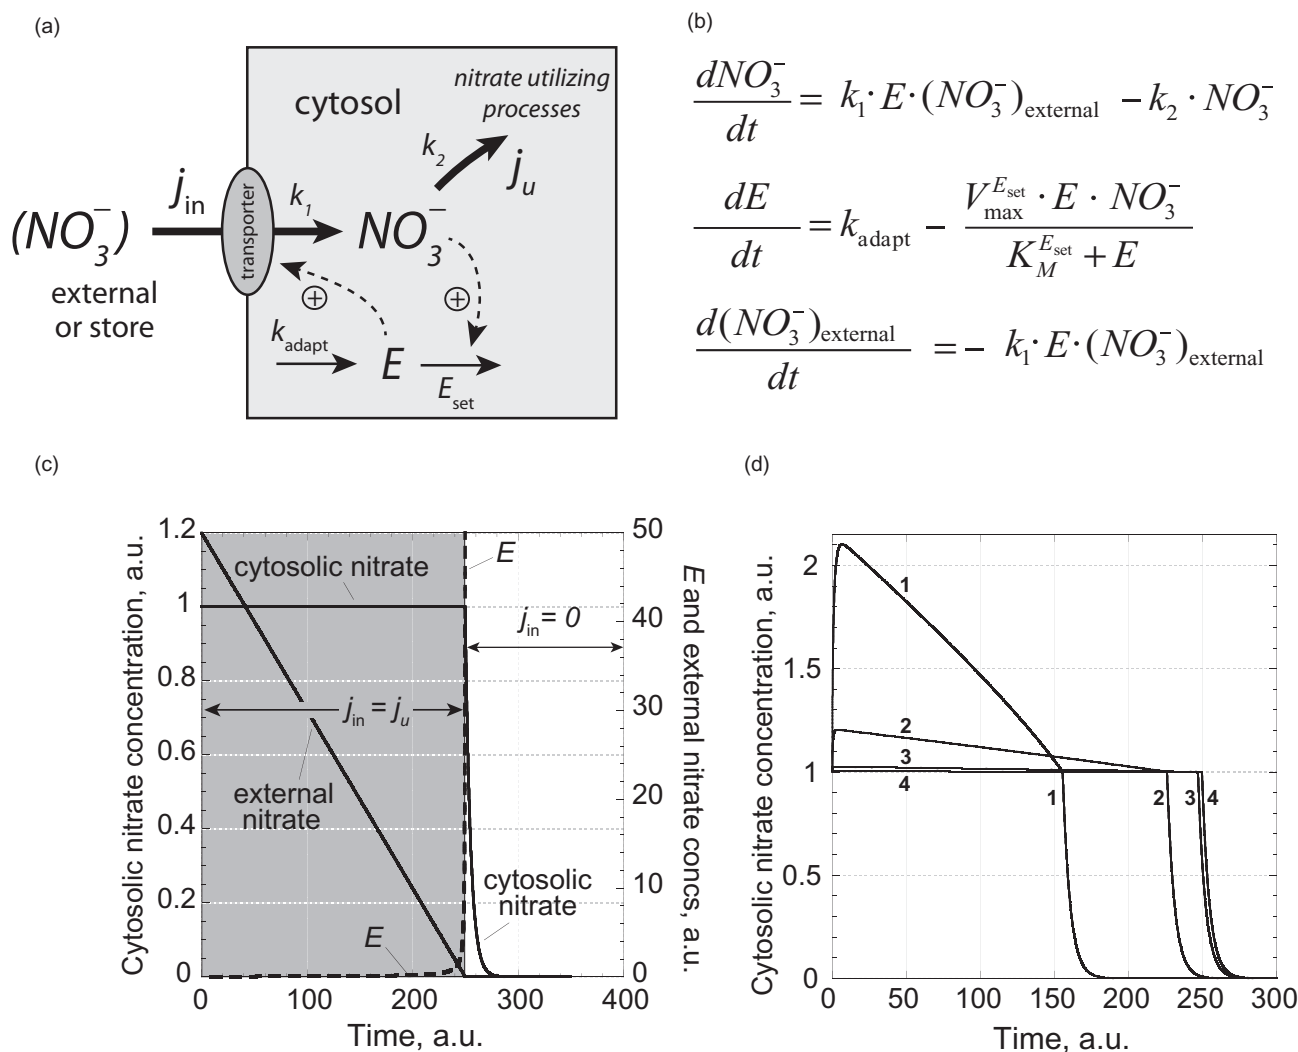 (a)
cytosol
nitrate utilizing
processes
k2
ju
jin
k1
(NO3−)
transporter
NO3−
external
or store
+
+
kadapt
E
Eset
(b)
dNO3−/dt = k1·E·(NO3−)external −k2·NO3−
dE/dt = kadapt − VmaxEset·E·NO3−/KMEset+E
d(NO3−)external/dt =− k1·E·(NO3−)external
(c)
Cytosolic nitrate concentration, a.u.
1.2
1
0.8
0.6
0.4
0.2
0
cytosolic nitrate
E
jin= 0
jin= ju
external
nitrate
E
cytosolic
nitrate
50
40
30
20
10
0
E and external nitrate concs, a.u.
0
100
200
300
400
Time, a.u.
(d)
Cytosolic nitrate concentration, a.u.
2
1.5
1
0.5
0
1
2
3
4
1
2
3
4
0
50
100
150
200
250
300
Time, a.u.